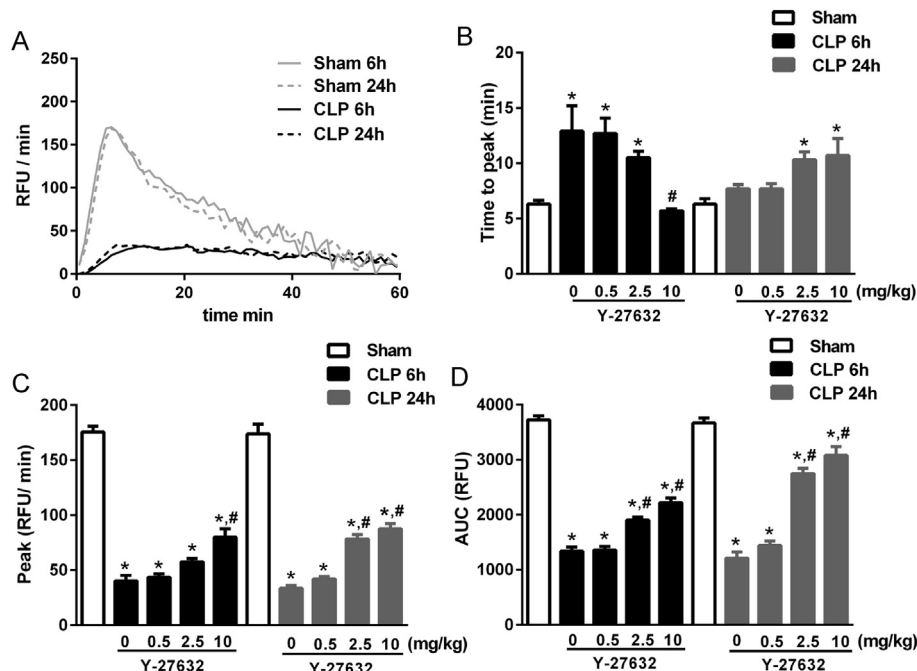 A
250
200
150
100
50
0
RFU / min
Sham 6h
Sham 24h
CLP 6h
CLP 24h
0 20 40 60
time min
B
Sham
CLP 6h
CLP 24h
20
15
10
5
0
Time to peak (min)
* * * # * *
0 0.5 2.5 10 0 0.5 2.5 10 (mg/kg)
Y-27632 Y-27632
C
Sham
CLP 6h
CLP 24h
200
150
100
50
0
Peak (RFU/ min)
* * * *,# * * *,# *,#
0 0.5 2.5 10 0 0.5 2.5 10 (mg/kg)
Y-27632 Y-27632
D
Sham
CLP 6h
CLP 24h
4000
3000
2000
1000
0
AUC (RFU)
* * *,# *,# * * *,# *,#
0 0.5 2.5 10 0 0.5 2.5 10 (mg/kg)
Y-27632 Y-27632